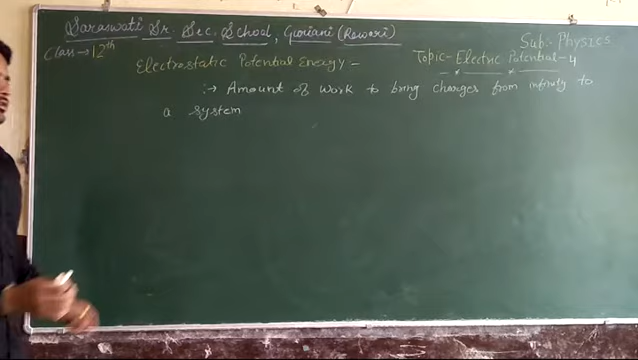 Saraswati Sr. Sec. School, Guriani (Rewari)
Sub:- Physics
Class → 12th
Topic - Electric Potential - 4
Electrostatic Potential Energy :-
:→ Amount of work to bring charges from infinity to
a system